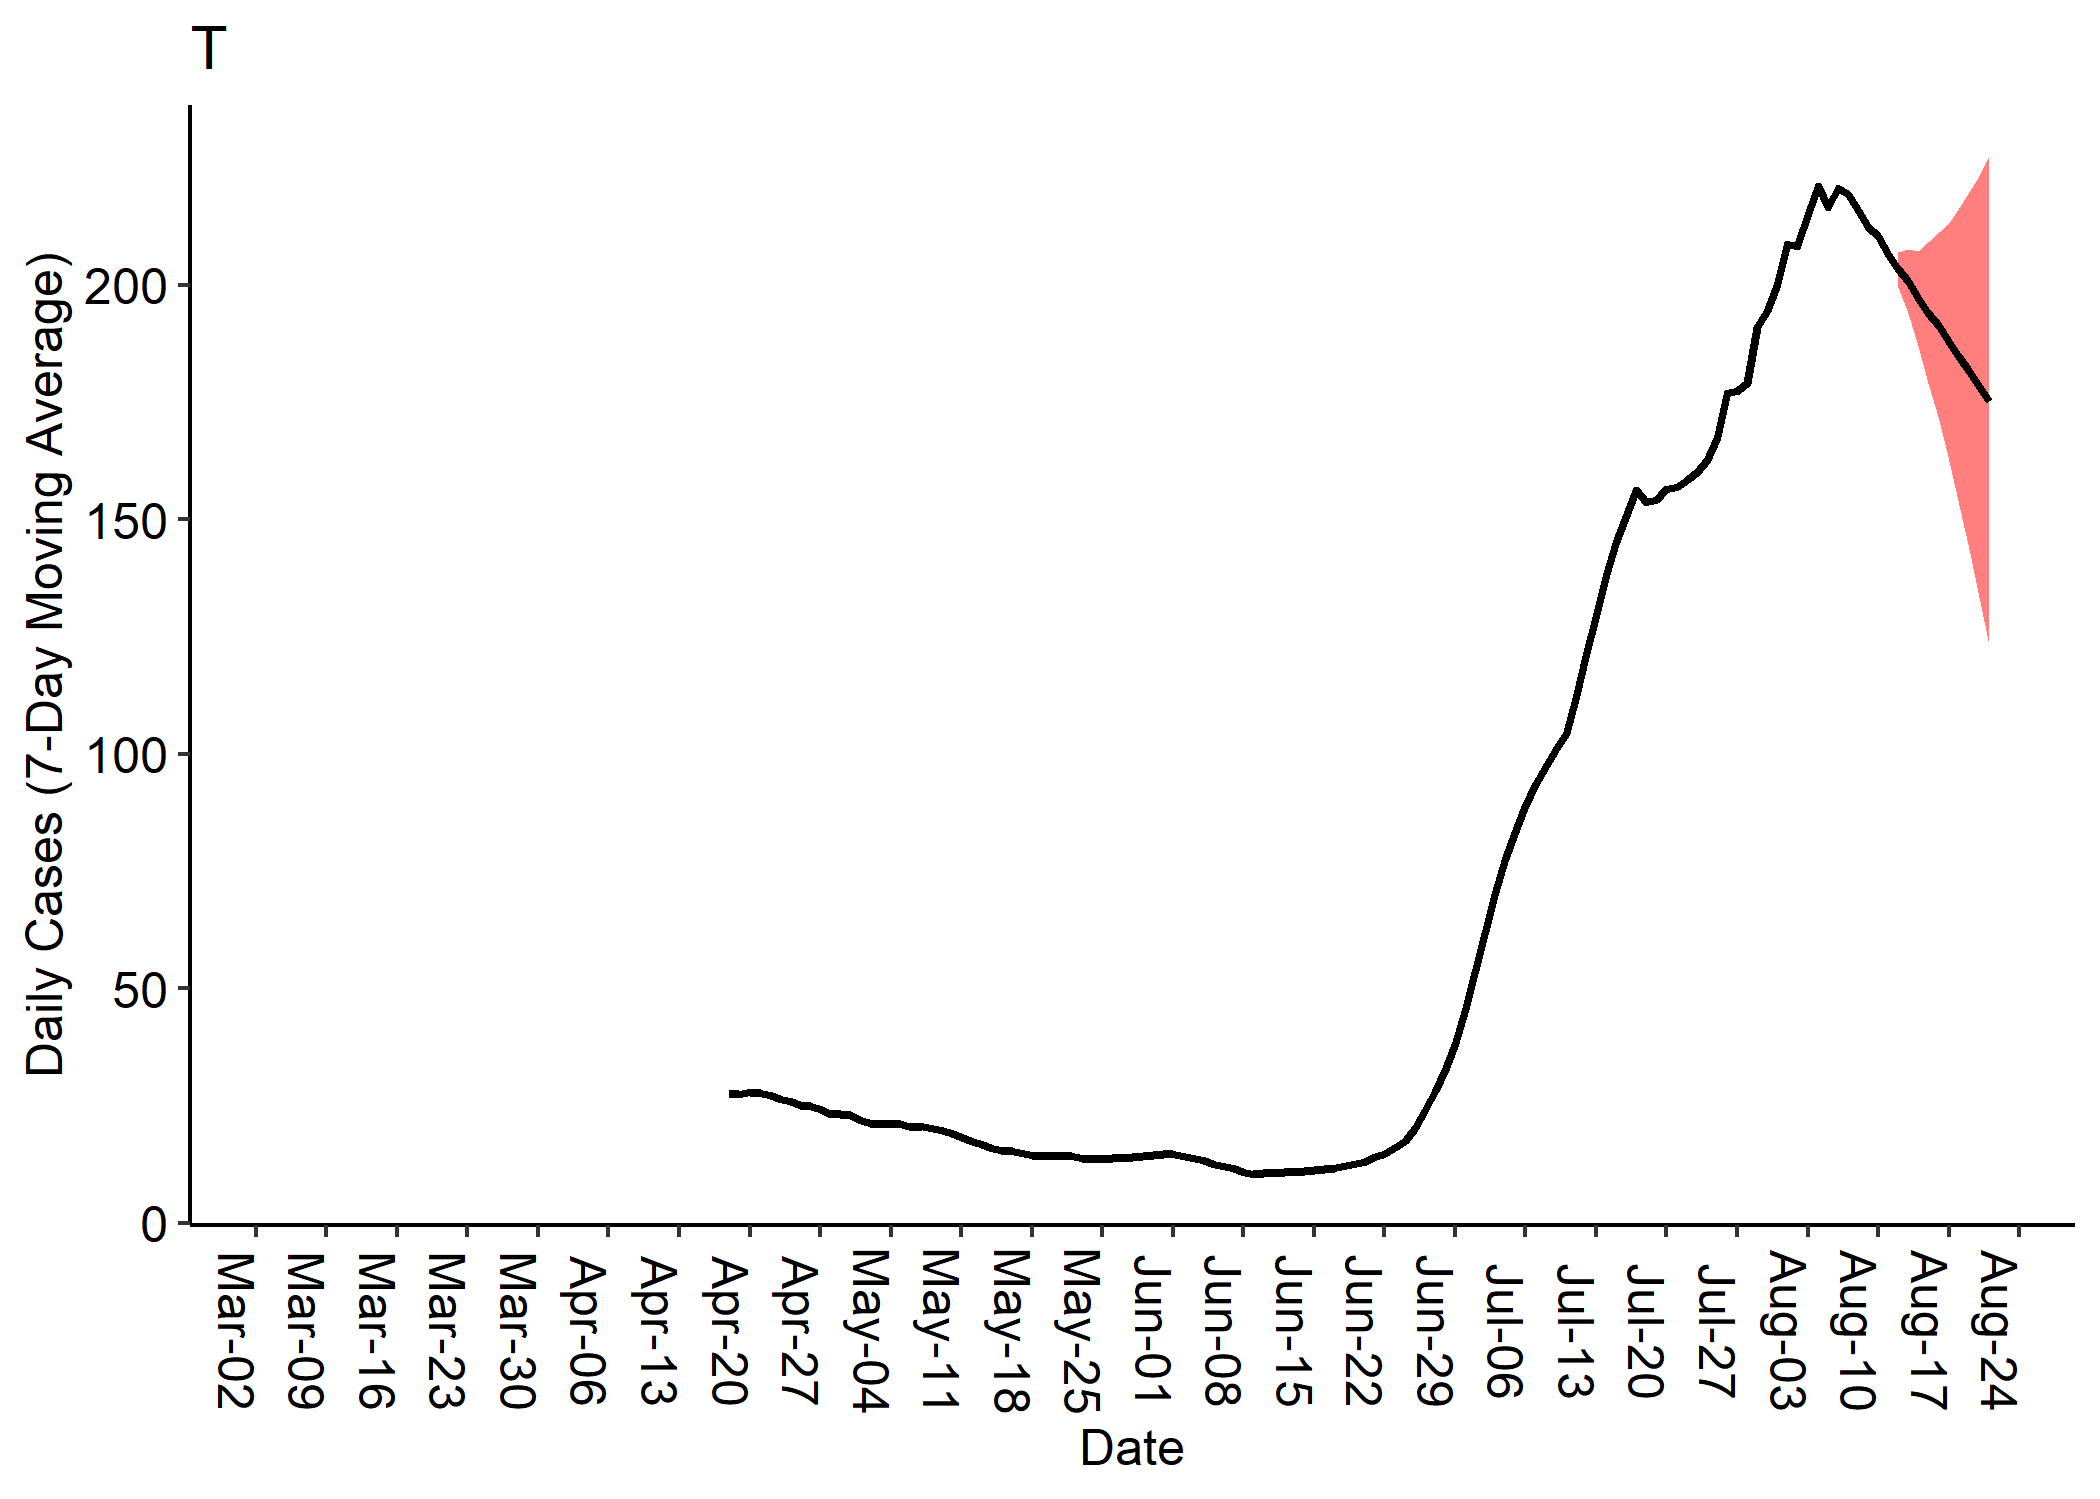 T
Daily Cases (7-Day Moving Average)
200
150
100
50
0
Mar-02
Mar-09
Mar-16
Mar-23
Mar-30
Apr-06
Apr-13
Apr-20
Apr-27
May-04
May-11
May-18
May-25
Jun-01
Jun-08
Jun-15
Jun-22
Jun-29
Jul-06
Jul-13
Jul-20
Jul-27
Aug-03
Aug-10
Aug-17
Aug-24
Date